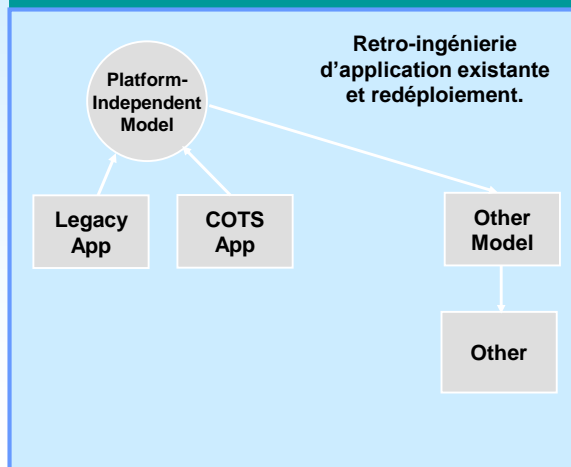 Retro-ingénierie
d'application existante
et redéploiement.
Platform-
Independent
Model
Legacy
App
COTS
App
Other
Model
Other